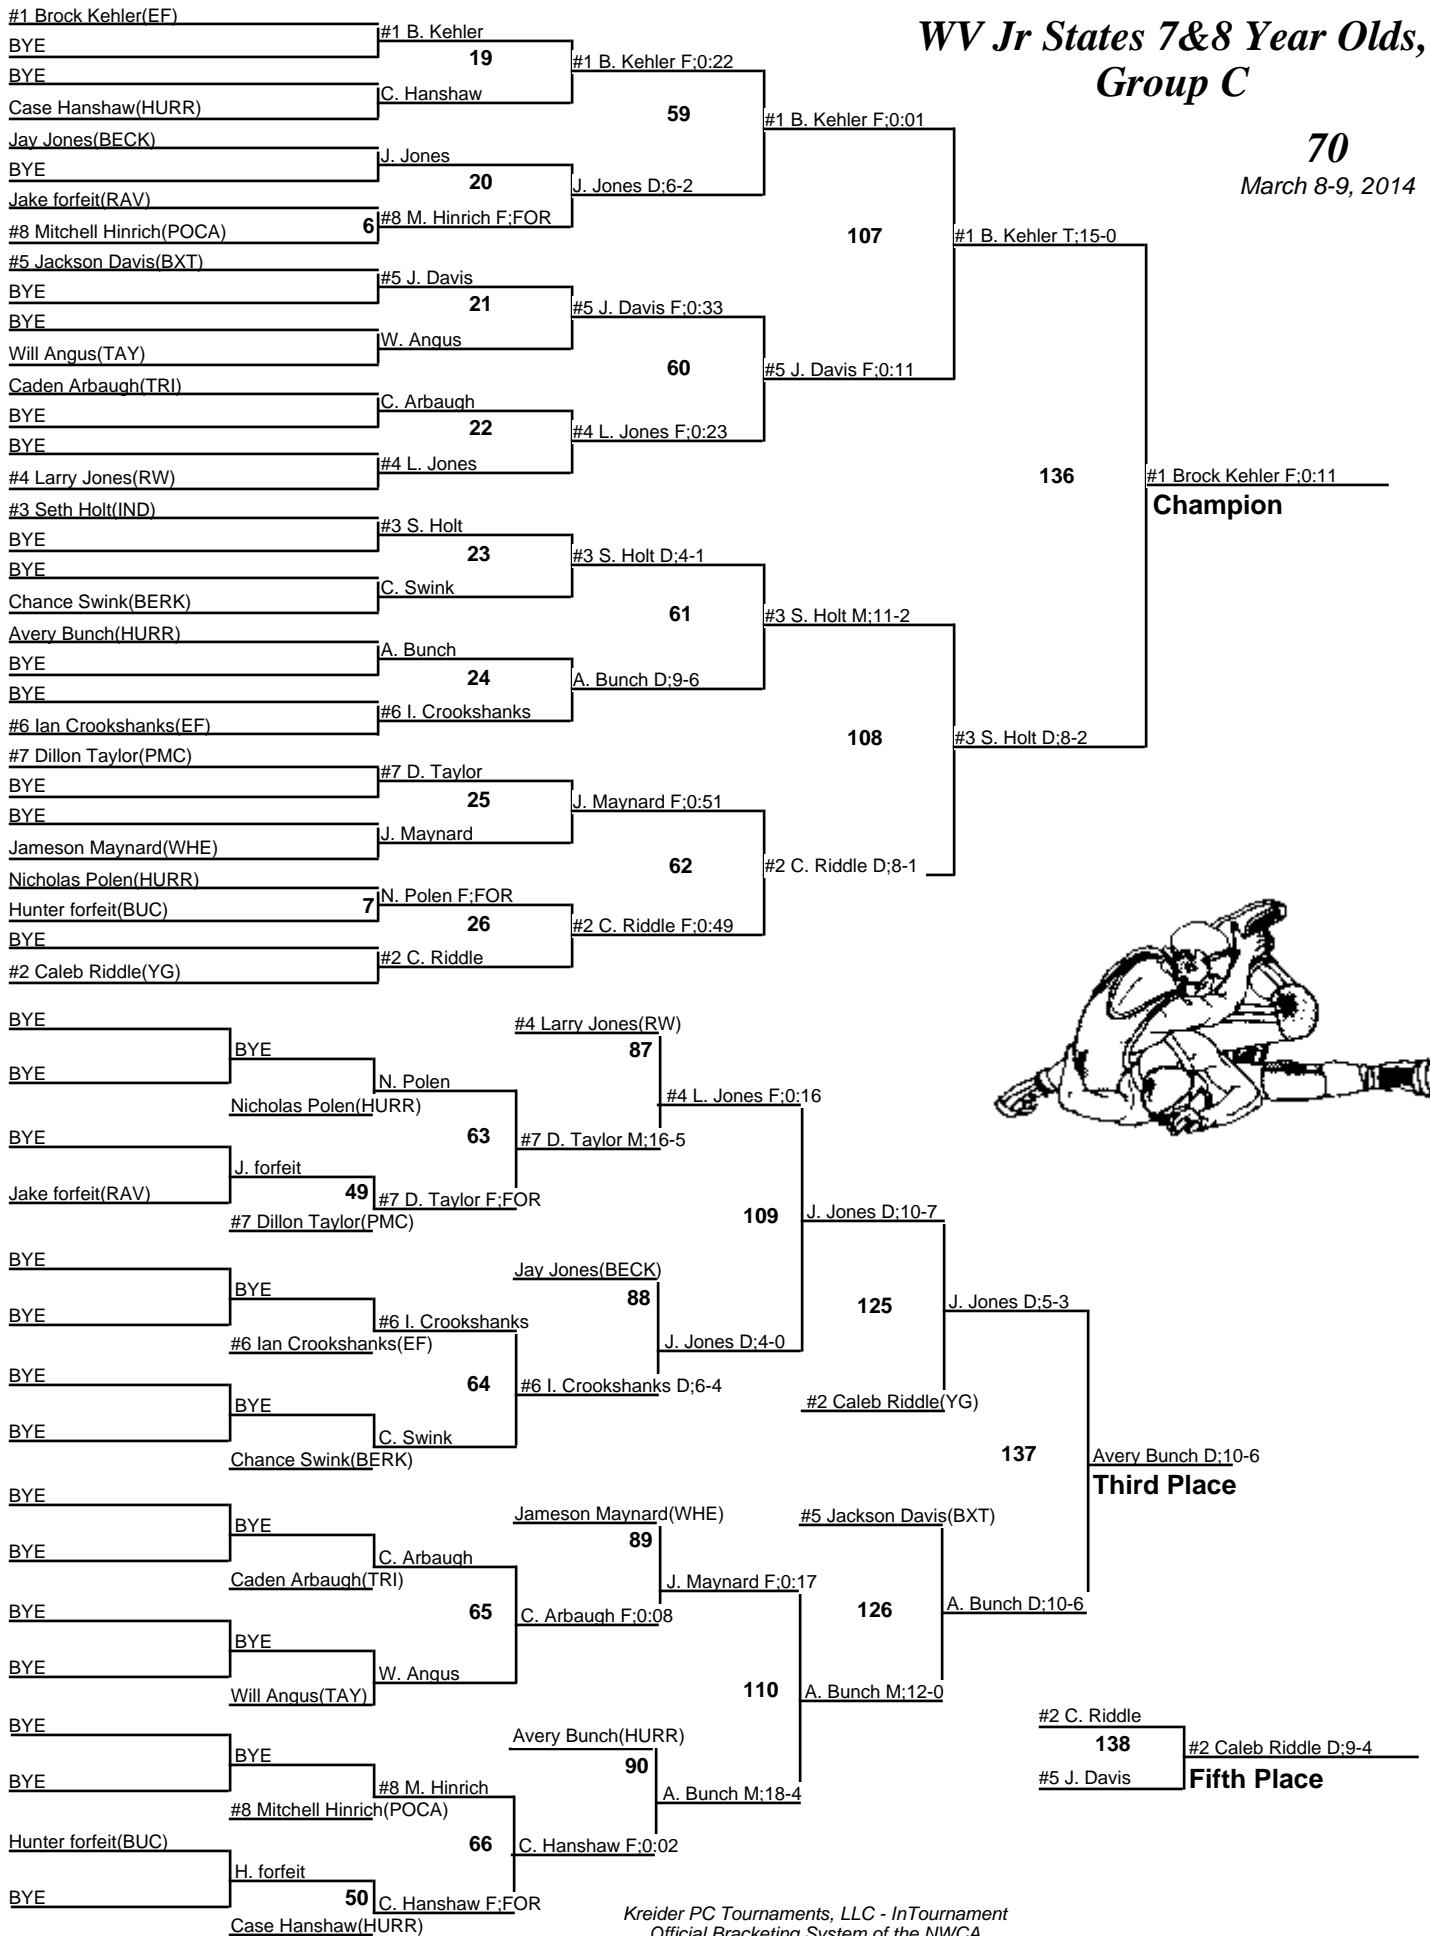 WV Jr States 7&8 Year Olds,
Group C
70
March 8-9, 2014
#1 Brock Kehler(EF)
BYE
#1 B. Kehler
19
#1 B. Kehler F;0:22
BYE
Case Hanshaw(HURR)
C. Hanshaw
59
#1 B. Kehler F;0:01
Jay Jones(BECK)
BYE
J. Jones
20
J. Jones D;6-2
Jake forfeit(RAV)
#8 Mitchell Hinrich(POCA)
6
#8 M. Hinrich F;FOR
107
#1 B. Kehler T;15-0
#5 Jackson Davis(BXT)
BYE
#5 J. Davis
21
#5 J. Davis F;0:33
BYE
Will Angus(TAY)
W. Angus
60
#5 J. Davis F;0:11
Caden Arbaugh(TRI)
BYE
C. Arbaugh
22
#4 L. Jones F;0:23
BYE
#4 Larry Jones(RW)
#4 L. Jones
136
#1 Brock Kehler F;0:11
Champion
#3 Seth Holt(IND)
BYE
#3 S. Holt
23
#3 S. Holt D;4-1
BYE
Chance Swink(BERK)
C. Swink
61
#3 S. Holt M;11-2
Avery Bunch(HURR)
BYE
A. Bunch
24
A. Bunch D;9-6
BYE
#6 Ian Crookshanks(EF)
#6 I. Crookshanks
108
#3 S. Holt D;8-2
#7 Dillon Taylor(PMC)
BYE
#7 D. Taylor
25
J. Maynard F;0:51
BYE
Jameson Maynard(WHE)
J. Maynard
62
#2 C. Riddle D;8-1
Nicholas Polen(HURR)
Hunter forfeit(BUC)
7
N. Polen F;FOR
26
#2 C. Riddle F;0:49
BYE
#2 Caleb Riddle(YG)
#2 C. Riddle
BYE
BYE
BYE
N. Polen
Nicholas Polen(HURR)
63
#4 Larry Jones(RW)
87
#4 L. Jones F;0:16
#7 D. Taylor M;16-5
BYE
Jake forfeit(RAV)
J. forfeit
49
#7 D. Taylor F;FOR
#7 Dillon Taylor(PMC)
109
J. Jones D;10-7
BYE
BYE
BYE
#6 I. Crookshanks
#6 Ian Crookshanks(EF)
64
Jay Jones(BECK)
88
J. Jones D;4-0
#6 I. Crookshanks D;6-4
125
J. Jones D;5-3
#2 Caleb Riddle(YG)
BYE
BYE
BYE
C. Swink
Chance Swink(BERK)
137
Avery Bunch D;10-6
Third Place
BYE
BYE
BYE
C. Arbaugh
Caden Arbaugh(TRI)
65
Jameson Maynard(WHE)
89
J. Maynard F;0:17
C. Arbaugh F;0:08
#5 Jackson Davis(BXT)
126
A. Bunch D;10-6
BYE
BYE
BYE
W. Angus
Will Angus(TAY)
110
A. Bunch M;12-0
BYE
BYE
BYE
#8 M. Hinrich
#8 Mitchell Hinrich(POCA)
66
Avery Bunch(HURR)
90
A. Bunch M;18-4
C. Hanshaw F;0:02
#2 C. Riddle
138
#5 J. Davis
#2 Caleb Riddle D;9-4
Fifth Place
Hunter forfeit(BUC)
BYE
H. forfeit
50
C. Hanshaw F;FOR
Case Hanshaw(HURR)
Kreider PC Tournaments, LLC - InTournament
Official Bracketing System of the NWCA